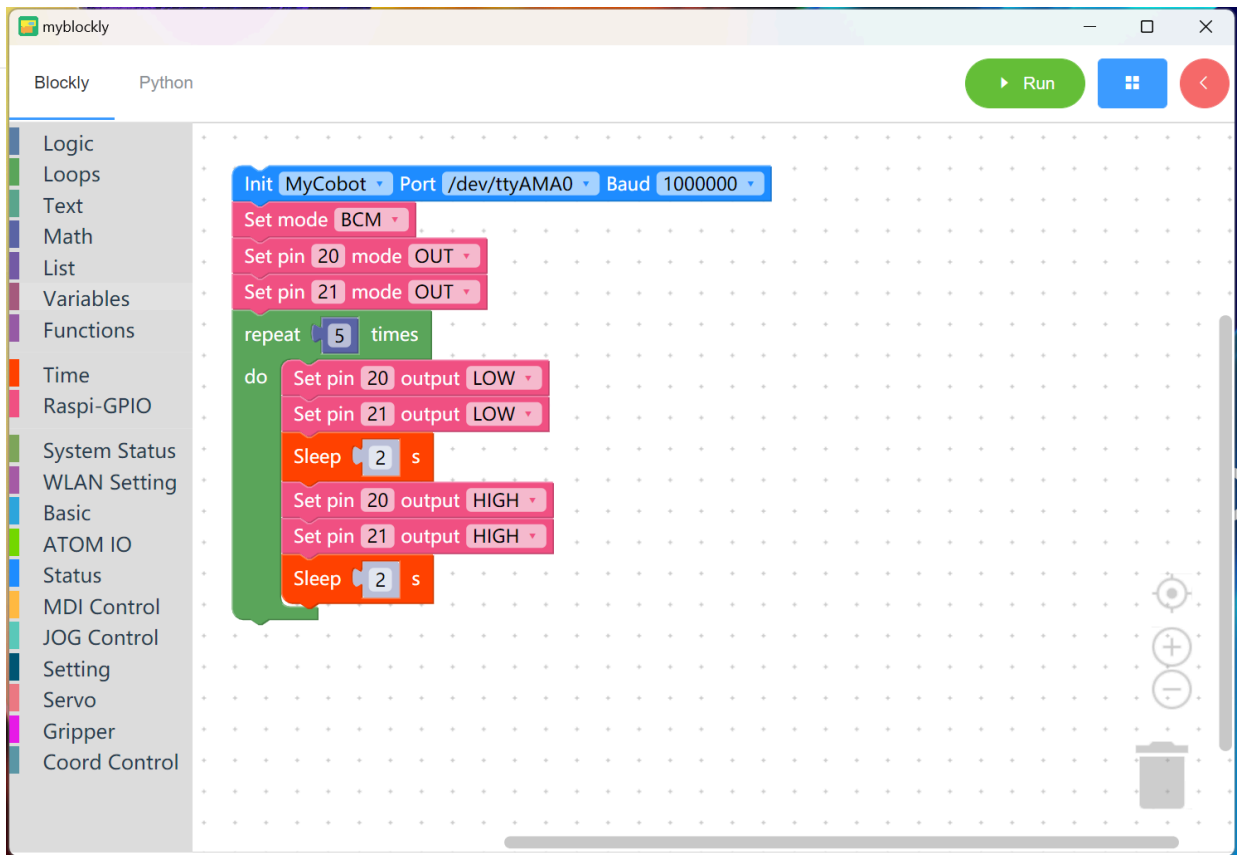 myblockly
Blockly Python Run
Logic
Loops
Text
Math
List
Variables
Functions
Time
Raspi-GPIO
System Status
WLAN Setting
Basic
ATOM IO
Status
MDI Control
JOG Control
Setting
Servo
Gripper
Coord Control
Init MyCobot Port /dev/ttyAMA0 Baud 1000000
Set mode BCM
Set pin 20 mode OUT
Set pin 21 mode OUT
repeat 5 times
do Set pin 20 output LOW
Set pin 21 output LOW
Sleep 2 s
Set pin 20 output HIGH
Set pin 21 output HIGH
Sleep 2 s